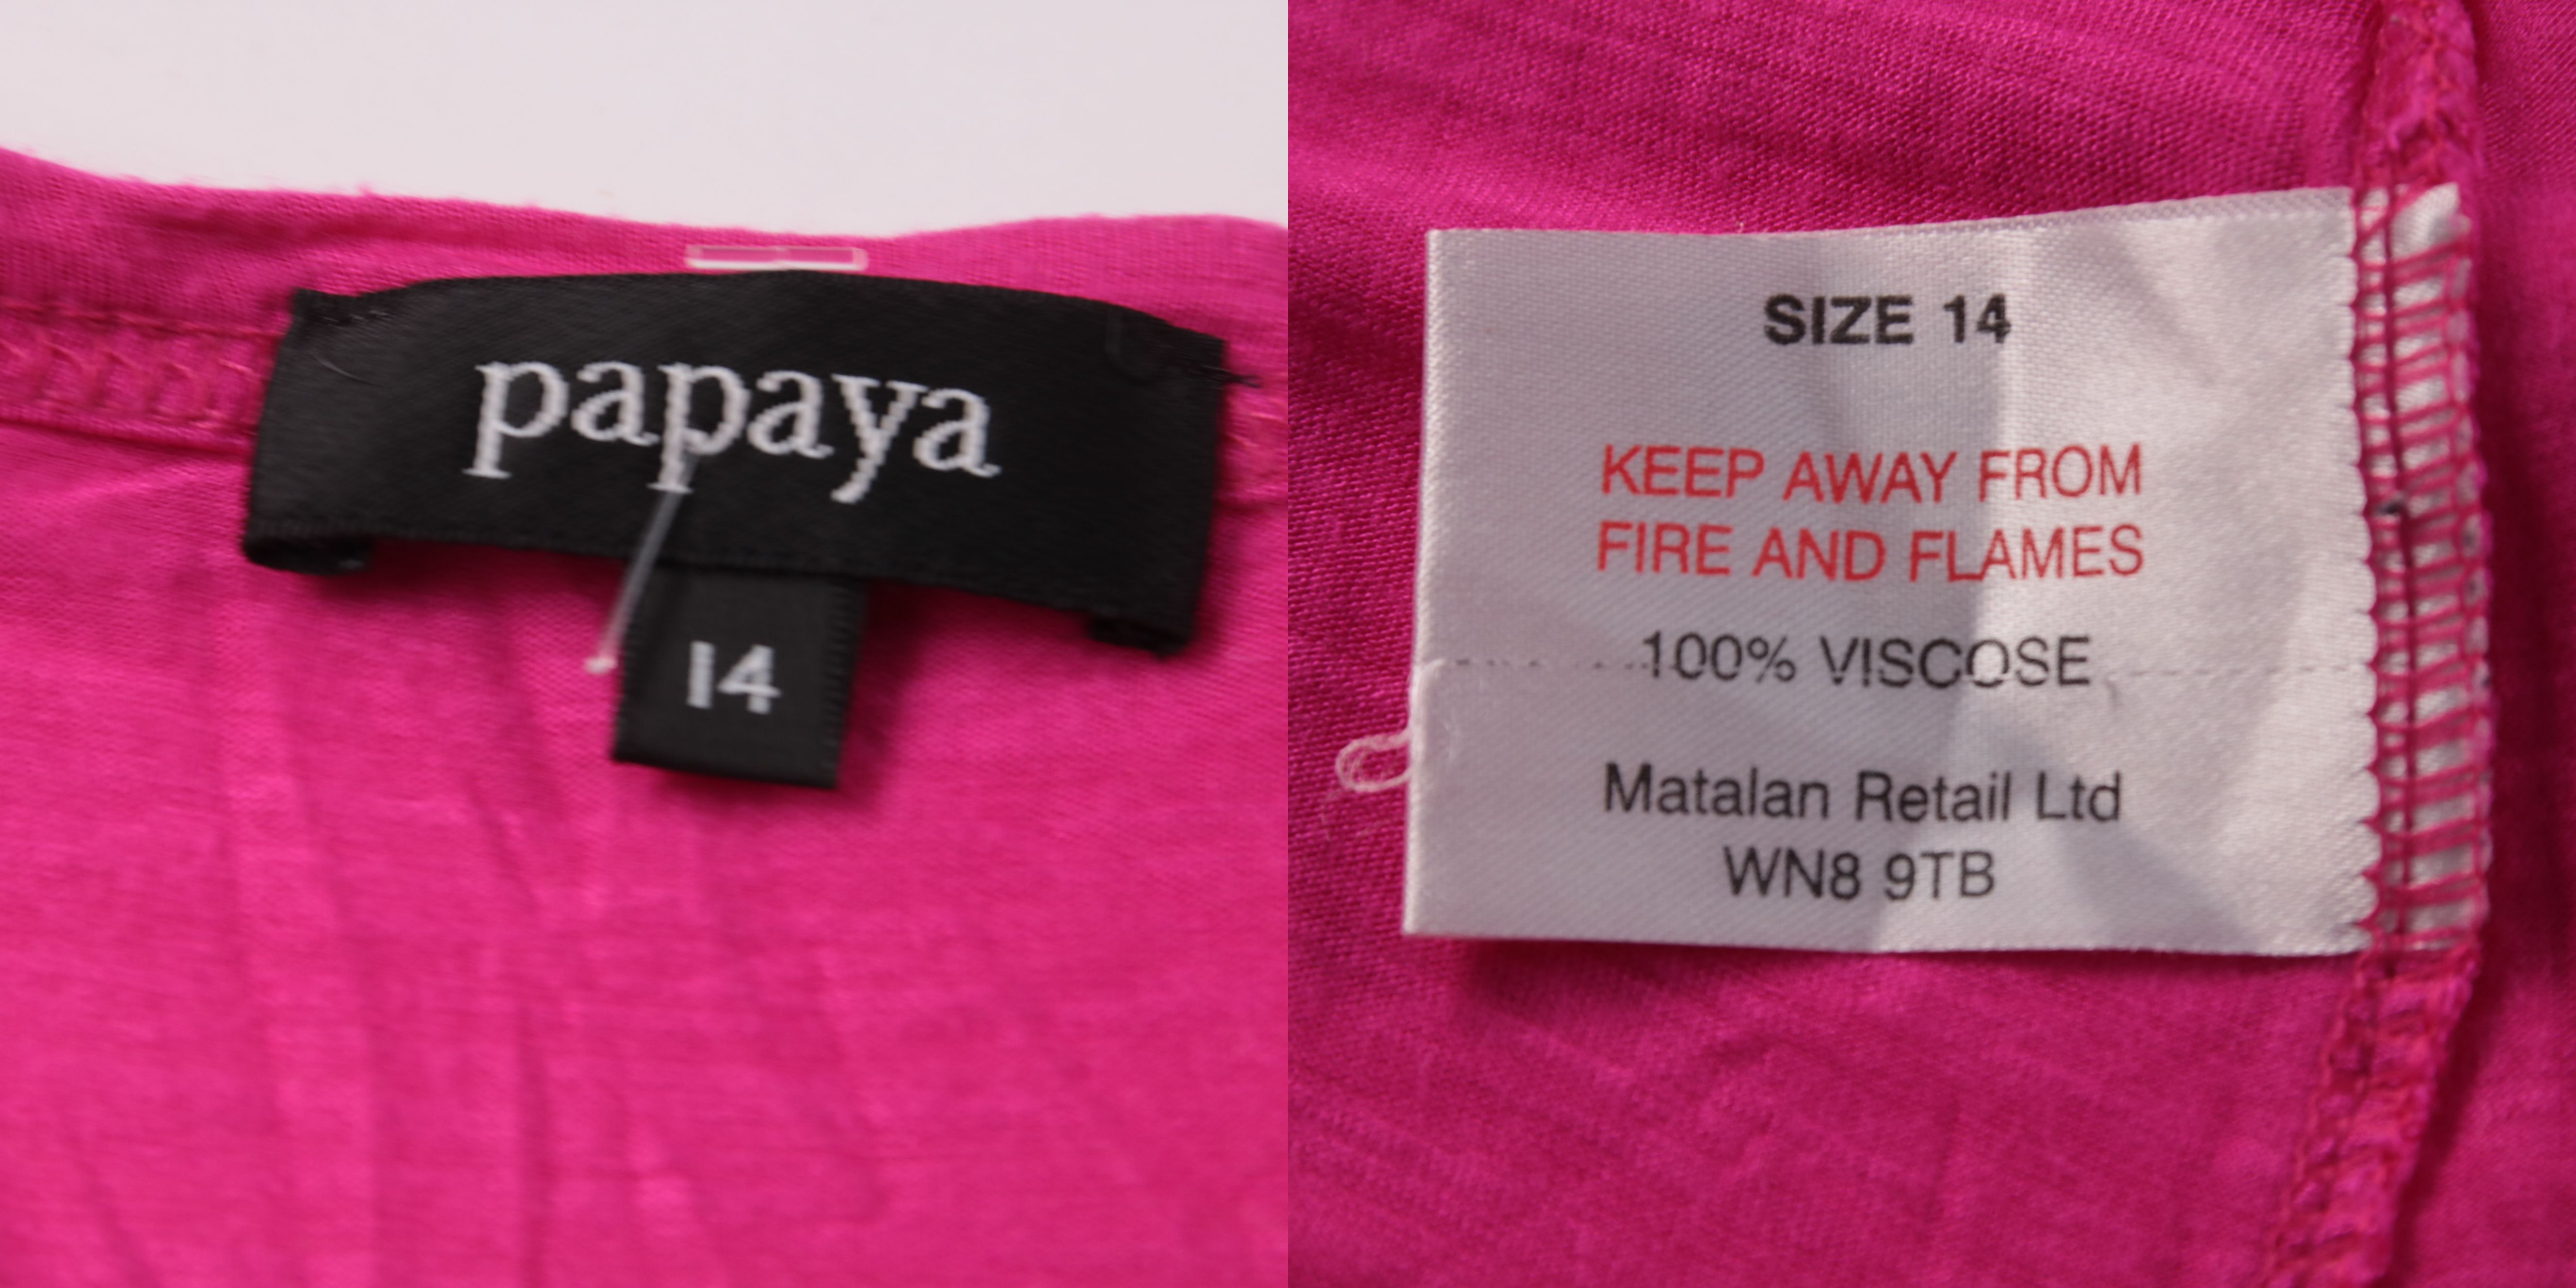 papaya
14
SIZE 14
KEEP AWAY FROM
FIRE AND FLAMES
100% VISCOSE
Matalan Retail Ltd
WN8 9TB